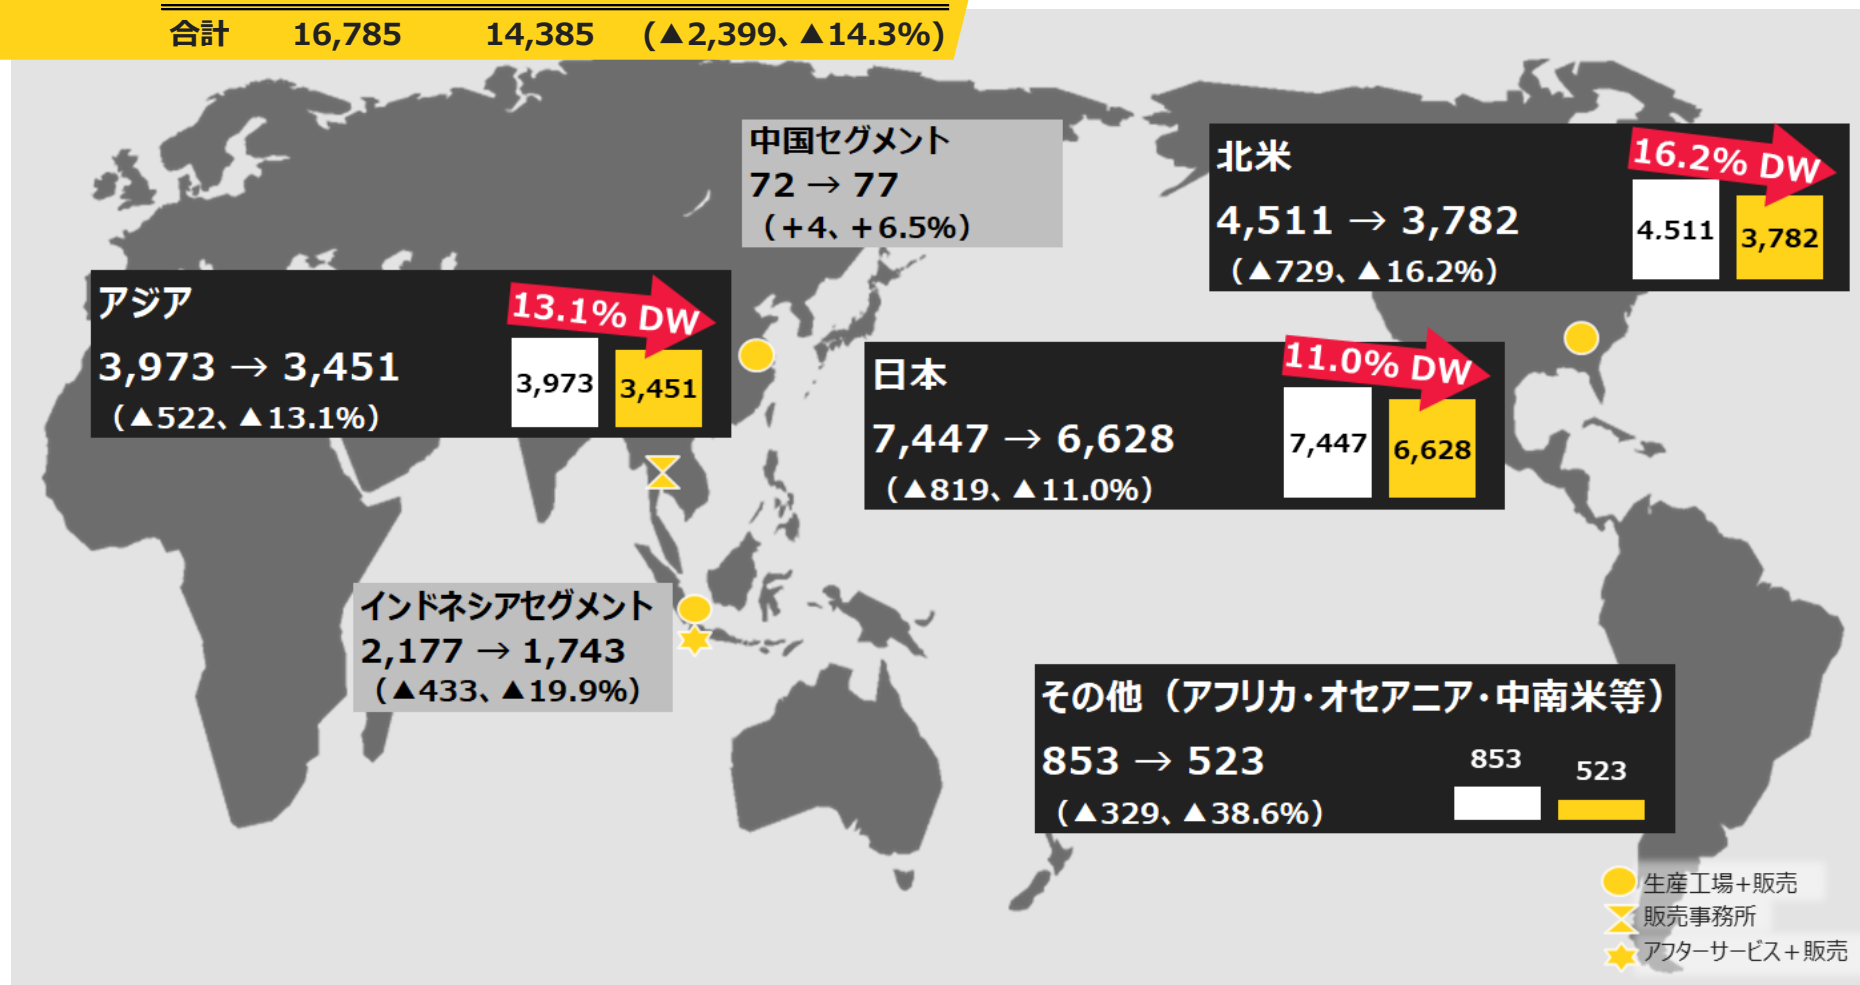 合計 16,785 14,385 (▲2,399、▲14.3%)
中国セグメント
72 → 77
（+4、+6.5%）
北米
4,511 → 3,782
（▲729、▲16.2%）
16.2% DW
4,511 3,782
アジア
3,973 → 3,451
（▲522、▲13.1%）
13.1% DW
3,973 3,451
日本
7,447 → 6,628
（▲819、▲11.0%）
11.0% DW
7,447 6,628
インドネシアセグメント
2,177 → 1,743
（▲433、▲19.9%）
その他（アフリカ・オセアニア・中南米等）
853 → 523
（▲329、▲38.6%）
853 523
生産工場+販売
販売事務所
アフターサービス＋販売